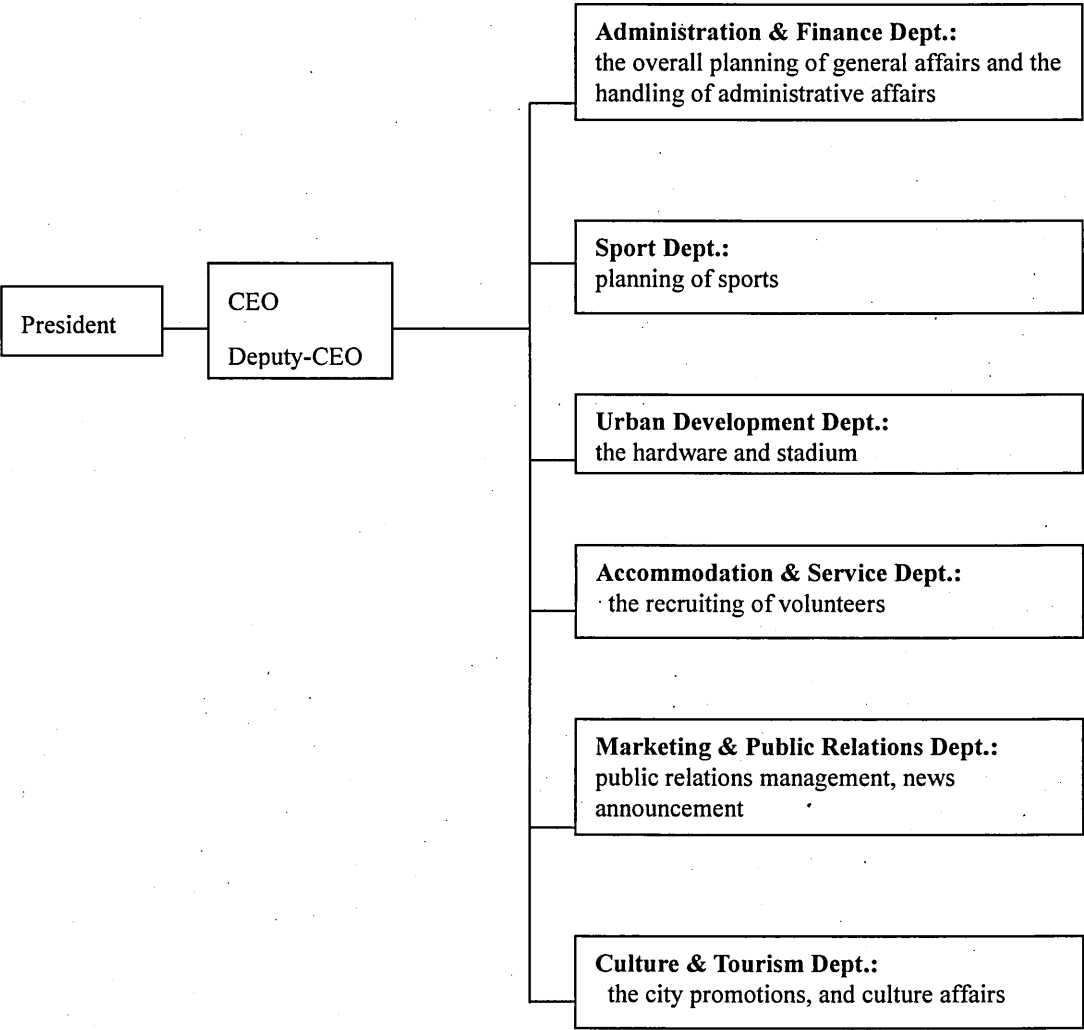 President
CEO
Deputy-CEO
Administration & Finance Dept.:
the overall planning of general affairs and the
handling of administrative affairs
Sport Dept.:
planning of sports
Urban Development Dept.:
the hardware and stadium
Accommodation & Service Dept.:
the recruiting of volunteers
Marketing & Public Relations Dept.:
public relations management, news
announcement
Culture & Tourism Dept.:
the city promotions, and culture affairs